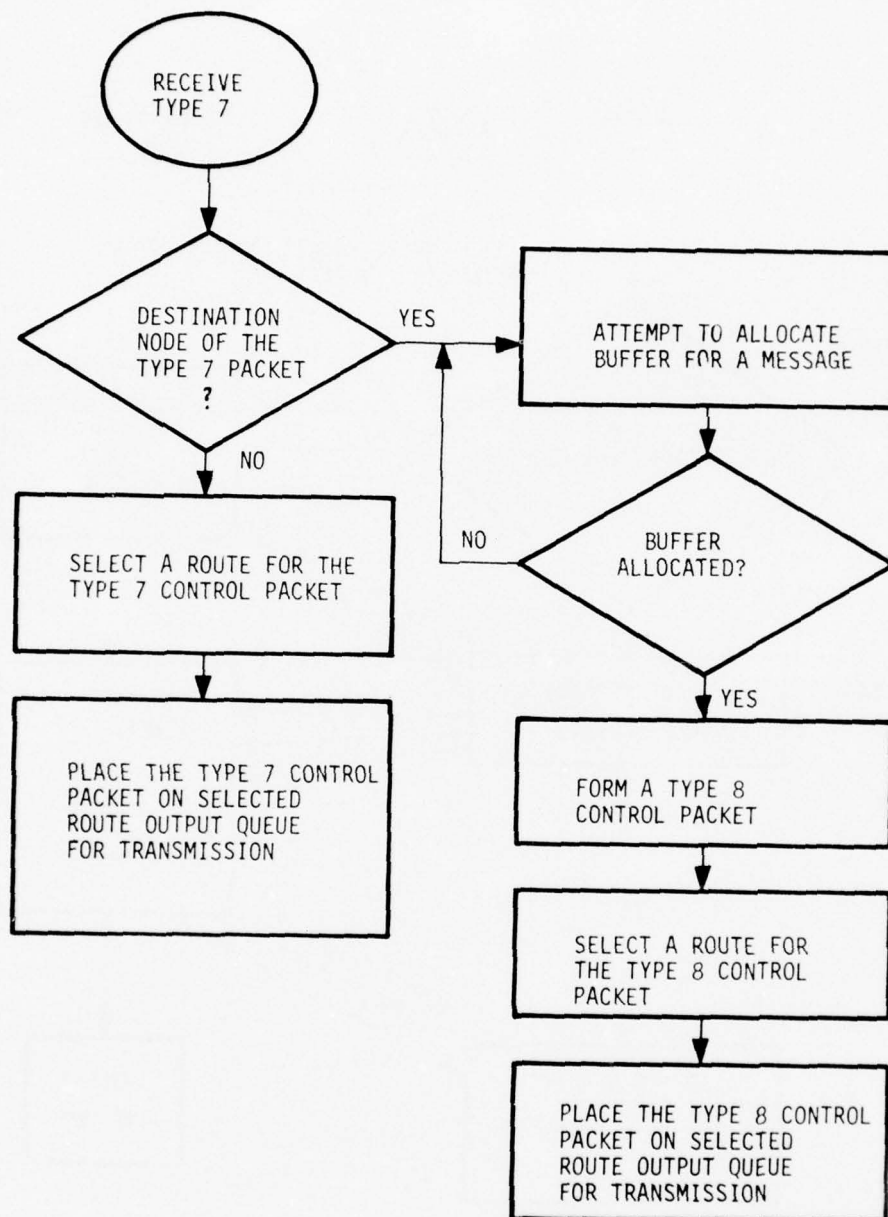 RECEIVE
TYPE 7
DESTINATION
NODE OF THE
TYPE 7 PACKET
?
YES
NO
SELECT A ROUTE FOR THE
TYPE 7 CONTROL PACKET
PLACE THE TYPE 7 CONTROL
PACKET ON SELECTED
ROUTE OUTPUT QUEUE
FOR TRANSMISSION
ATTEMPT TO ALLOCATE
BUFFER FOR A MESSAGE
BUFFER
ALLOCATED?
NO
YES
FORM A TYPE 8
CONTROL PACKET
SELECT A ROUTE FOR
THE TYPE 8 CONTROL
PACKET
PLACE THE TYPE 8 CONTROL
PACKET ON SELECTED
ROUTE OUTPUT QUEUE
FOR TRANSMISSION